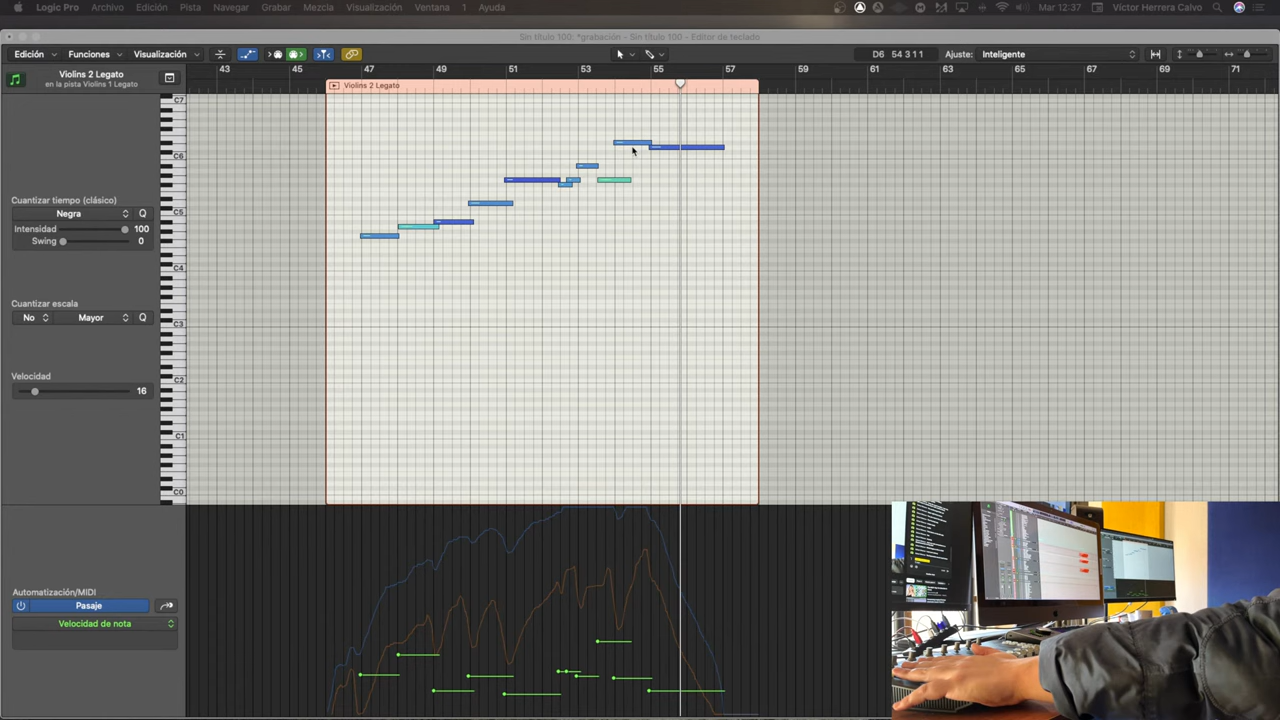 Logic Pro Archivo Edición Pista Navegar Grabar Mezcla Visualización Ventana 1 Ayuda Mar 12:37 Víctor Herrera Calvo
Sin título 100: *grabación - Sin título 100 - Editor de teclado
Edición Funciones Visualización D6 54 3 1 1 Ajuste: Inteligente
43 45 47 49 51 53 55 57 59 61 63 65 67 69 71
Violins 2 Legato
en la pista Violins 1 Legato
Violins 2 Legato
C7
C6
Cuantizar tiempo (clásico)
Negra Q
C5
Intensidad 100
Swing 0
C4
Cuantizar escala
No Mayor Q
C3
Velocidad
C2
16
C1
C0
Automatización/MIDI
Pasaje
Velocidad de nota